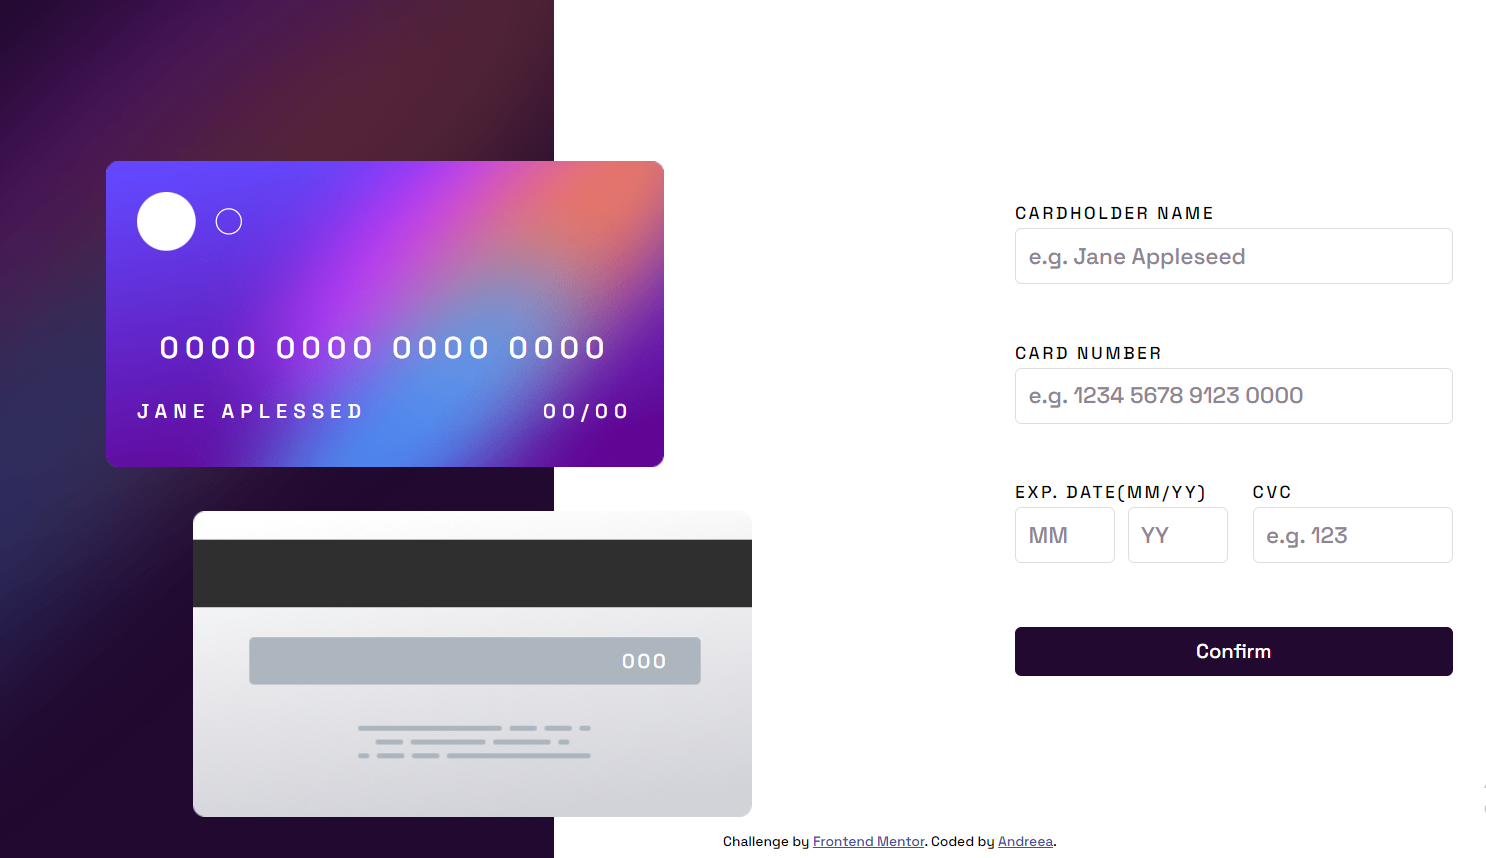 0000 0000 0000 0000
JANE APLESSED 00/00
000
CARDHOLDER NAME
e.g. Jane Appleseed
CARD NUMBER
e.g. 1234 5678 9123 0000
EXP. DATE(MM/YY) CVC
MM YY e.g. 123
Confirm
Challenge by Frontend Mentor. Coded by Andreea.